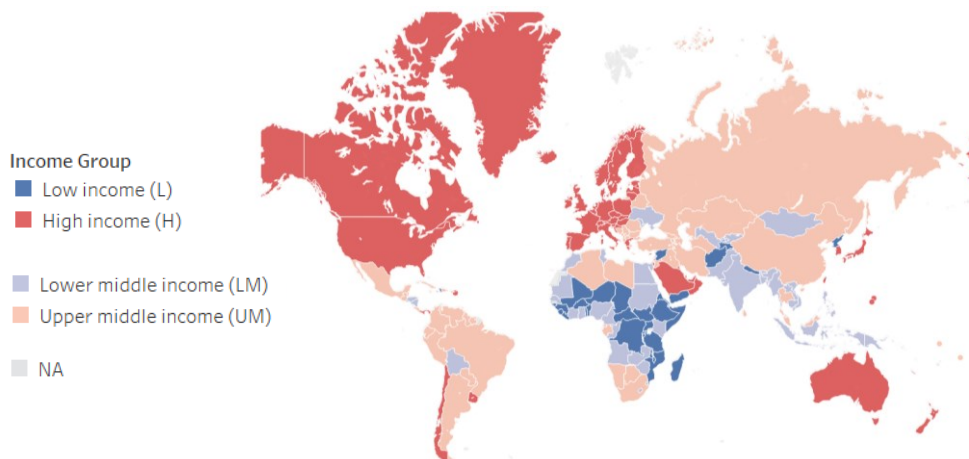 Income Group
Low income (L)
High income (H)
Lower middle income (LM)
Upper middle income (UM)
NA